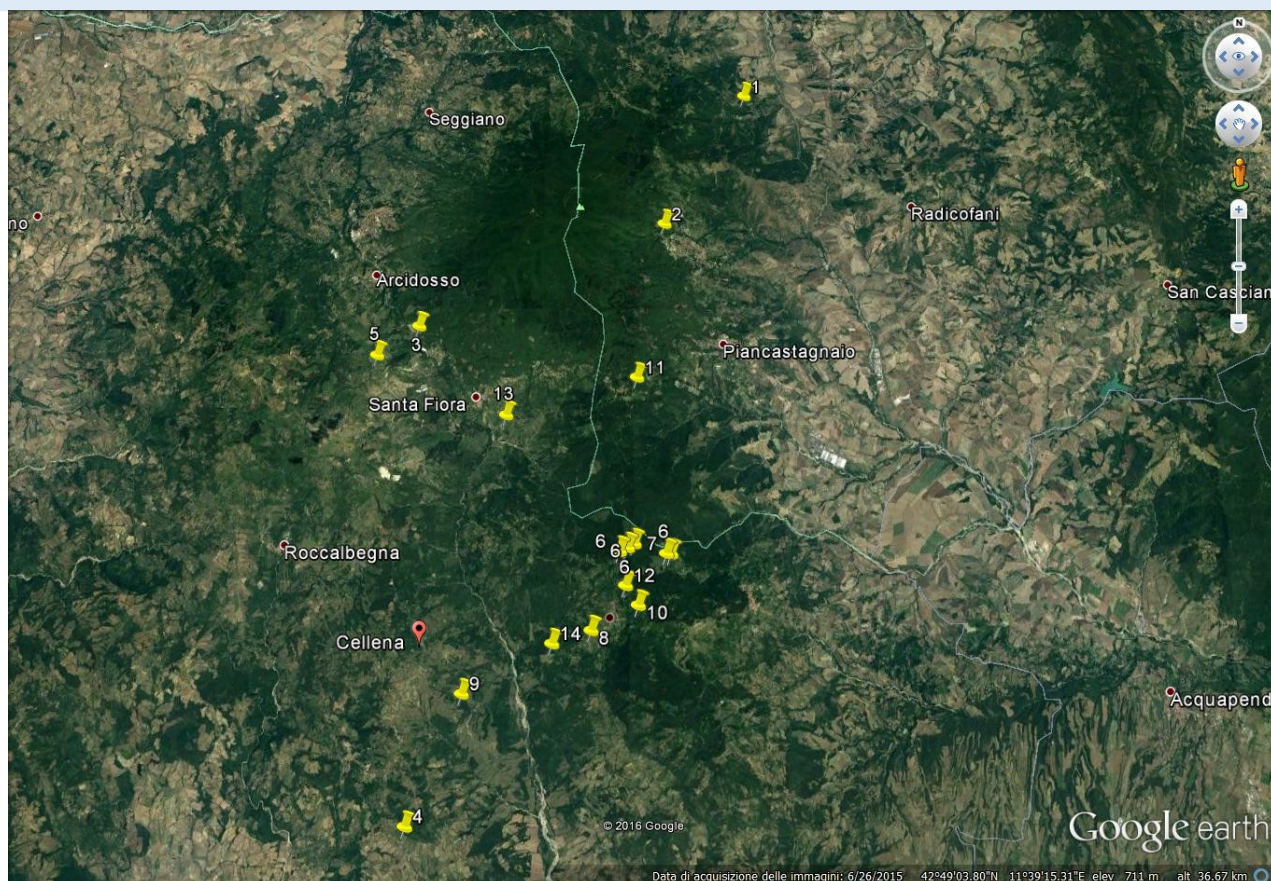 N
1
Seggiano
2
Radicofani
no
Arcidosso
San Cascian
5
3
Piancastagnaio
11
13
Santa Fiora
6
6
7
6
Roccalbegna
6
12
10
Cellena
14
8
9
Acquapend
4
© 2016 Google
Google earth
Data di acquisizione delle immagini: 6/26/2015 42°49'03.80"N 11°39'15.31"E elev 711 m alt 36.67 km